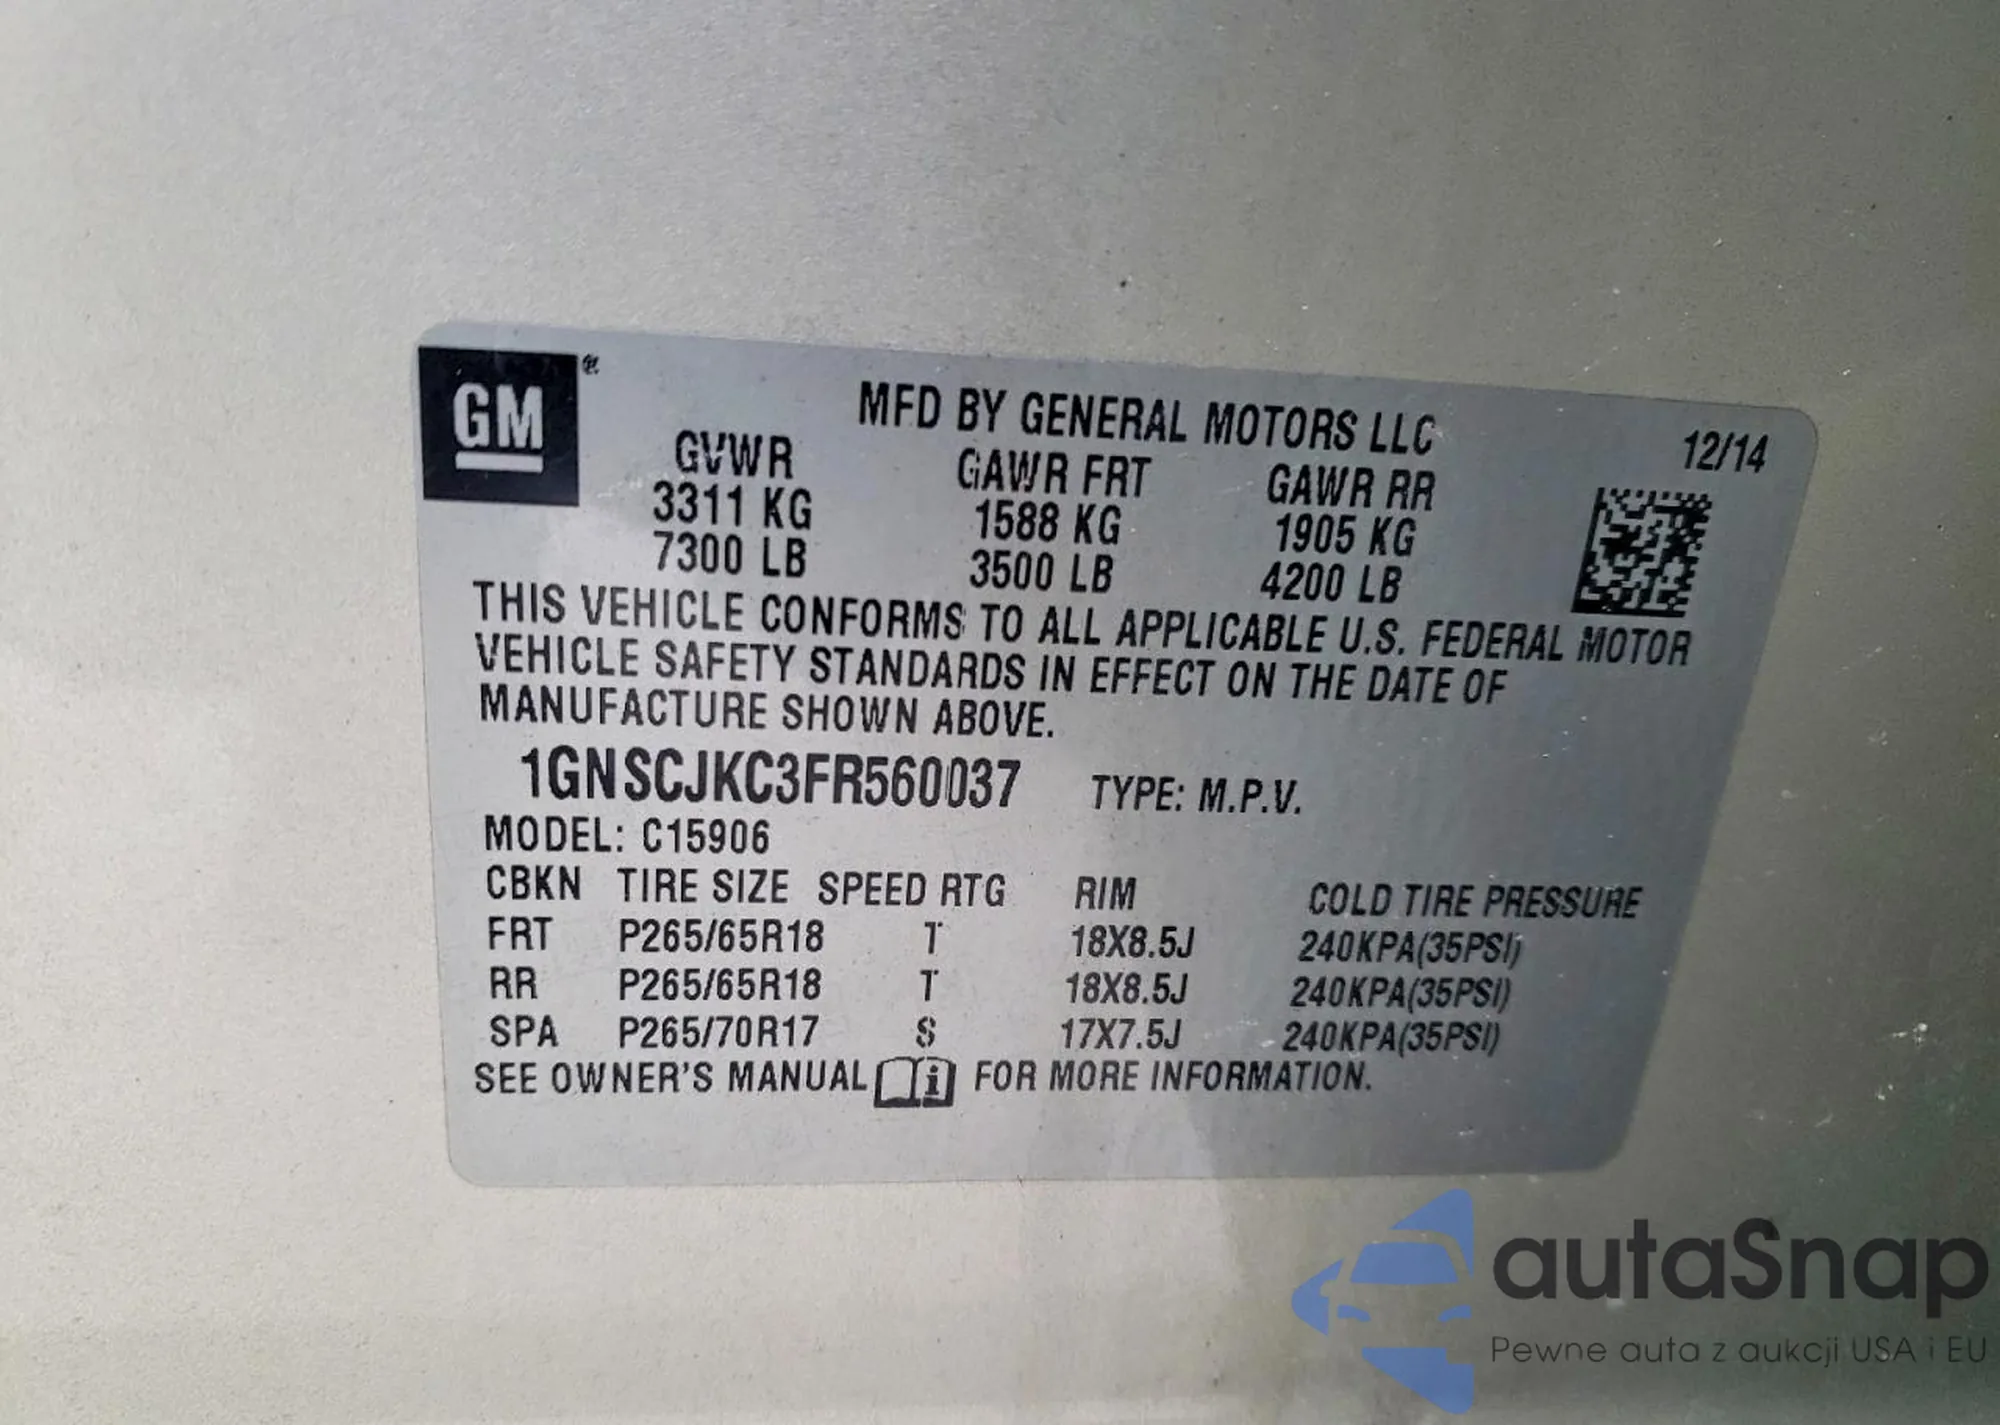 GM®
MFD BY GENERAL MOTORS LLC
12/14
GVWR GAWR FRT GAWR RR
3311 KG 1588 KG 1905 KG
7300 LB 3500 LB 4200 LB
THIS VEHICLE CONFORMS TO ALL APPLICABLE U.S. FEDERAL MOTOR
VEHICLE SAFETY STANDARDS IN EFFECT ON THE DATE OF
MANUFACTURE SHOWN ABOVE.
1GNSCJKC3FR560037 TYPE: M.P.V.
MODEL: C15906
CBKN TIRE SIZE SPEED RTG RIM COLD TIRE PRESSURE
FRT P265/65R18 T 18X8.5J 240KPA(35PSI)
RR P265/65R18 T 18X8.5J 240KPA(35PSI)
SPA P265/70R17 S 17X7.5J 240KPA(35PSI)
SEE OWNER'S MANUAL i FOR MORE INFORMATION.
autaSnap
Pewne auta z aukcji USA i EU